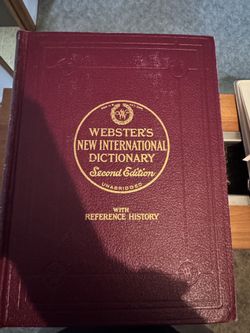 WEBSTER'S
NEW INTERNATIONAL
DICTIONARY
Second Edition
UNABRIDGED
WITH
REFERENCE HISTORY